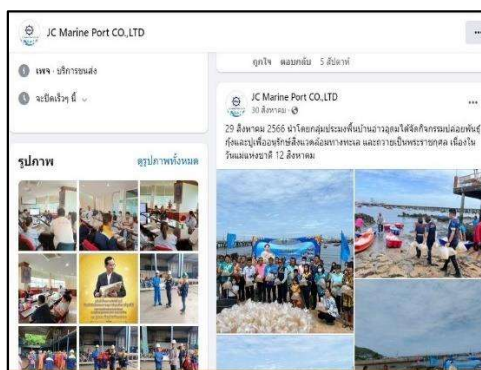 JC Marine Port CO.,LTD
เพจ · บริการขนส่ง
จะปิดเร็วๆ นี้
รูปภาพ
ดูรูปภาพทั้งหมด
ถูกใจ ตอบกลับ 5 สัปดาห์
JC Marine Port CO.,LTD
30 สิงหาคม ·
29 สิงหาคม 2566 นำโดยกลุ่มประมงพื้นบ้านอ่าวอุดมได้จัดกิจกรรมปล่อยพันธุ์
กุ้งและปูเพื่ออนุรักษ์สิ่งแวดล้อมทางทะเล และถวายเป็นพระราชกุศล เนื่องใน
วันแม่แห่งชาติ 12 สิงหาคม